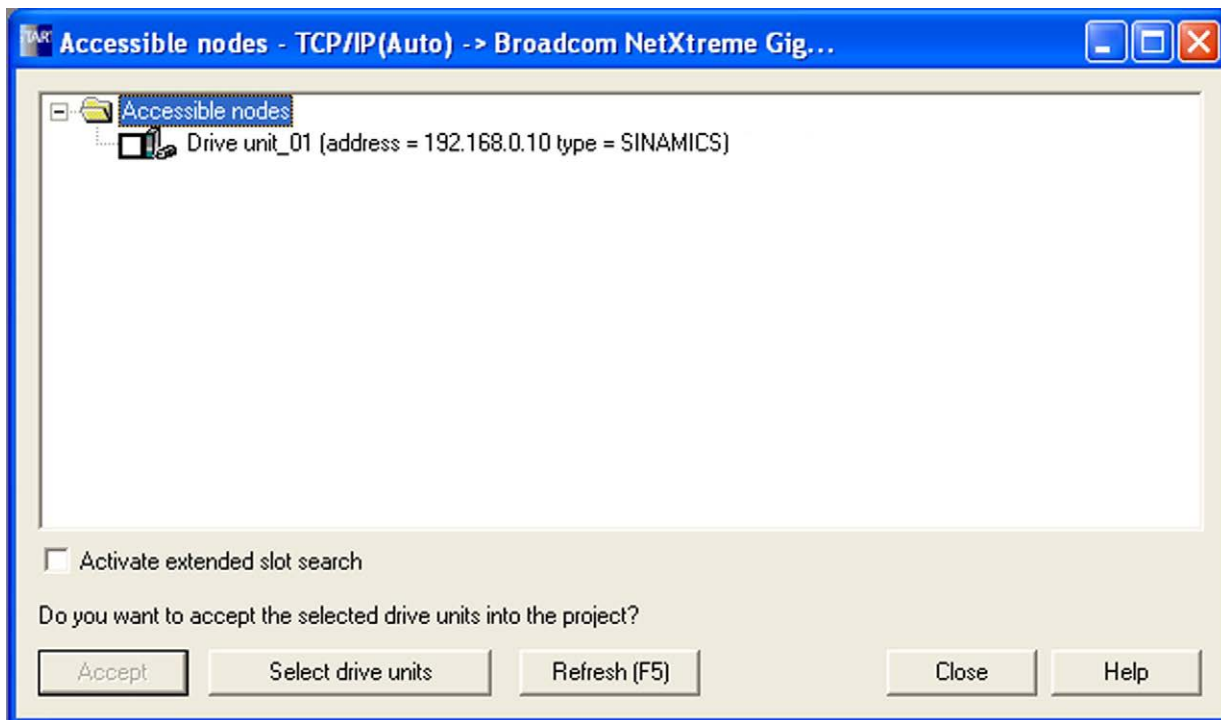 Accessible nodes - TCP/IP(Auto) -> Broadcom NetXtreme Gig...
Accessible nodes
Drive unit_01 (address = 192.168.0.10 type = SINAMICS)
Activate extended slot search
Do you want to accept the selected drive units into the project?
Accept Select drive units Refresh (F5) Close Help